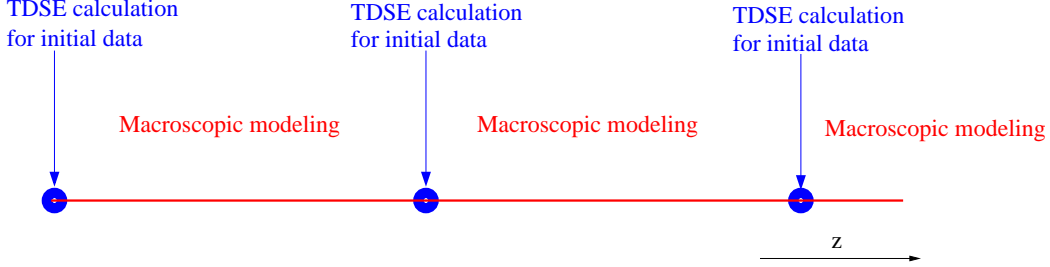 TDSE calculation
for initial data
TDSE calculation
for initial data
TDSE calculation
for initial data
Macroscopic modeling
Macroscopic modeling
Macroscopic modeling
z